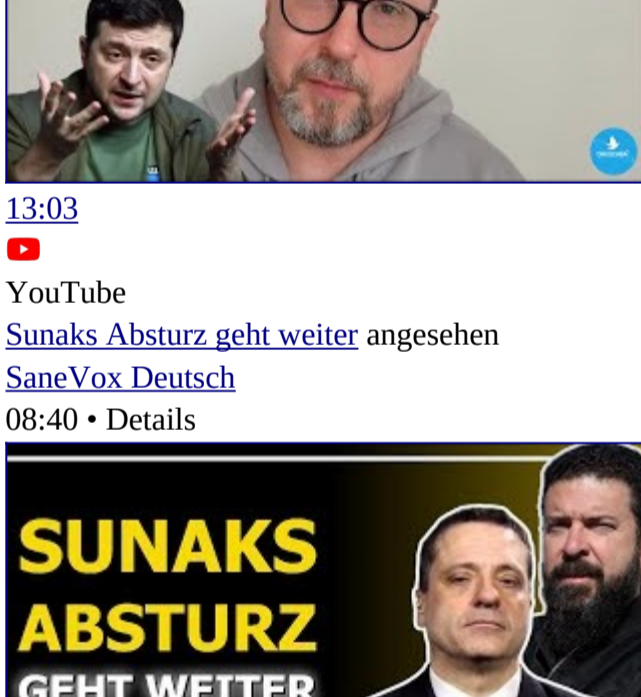 13:03
YouTube
Sunaks Absturz geht weiter angesehen
SaneVox Deutsch
08:40 • Details
SUNAKS
ABSTURZ
GEHT WEITER